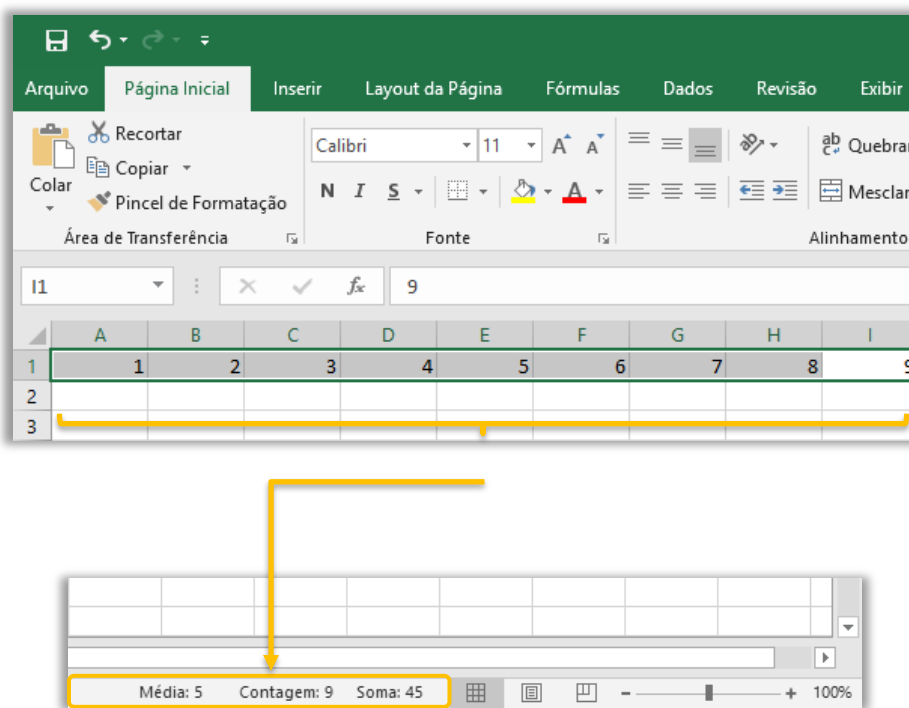 Arquivo Página Inicial Inserir Layout da Página Fórmulas Dados Revisão Exibir
Colar
Recortar
Copiar
Pincel de Formatação
Área de Transferência
Calibri 11 A A
N I S A
Fonte
ab Quebrar
Mesclar
Alinhamento
I1 fx 9
A B C D E F G H I
1 1 2 3 4 5 6 7 8 9
2
3
Média: 5 Contagem: 9 Soma: 45 - + 100%